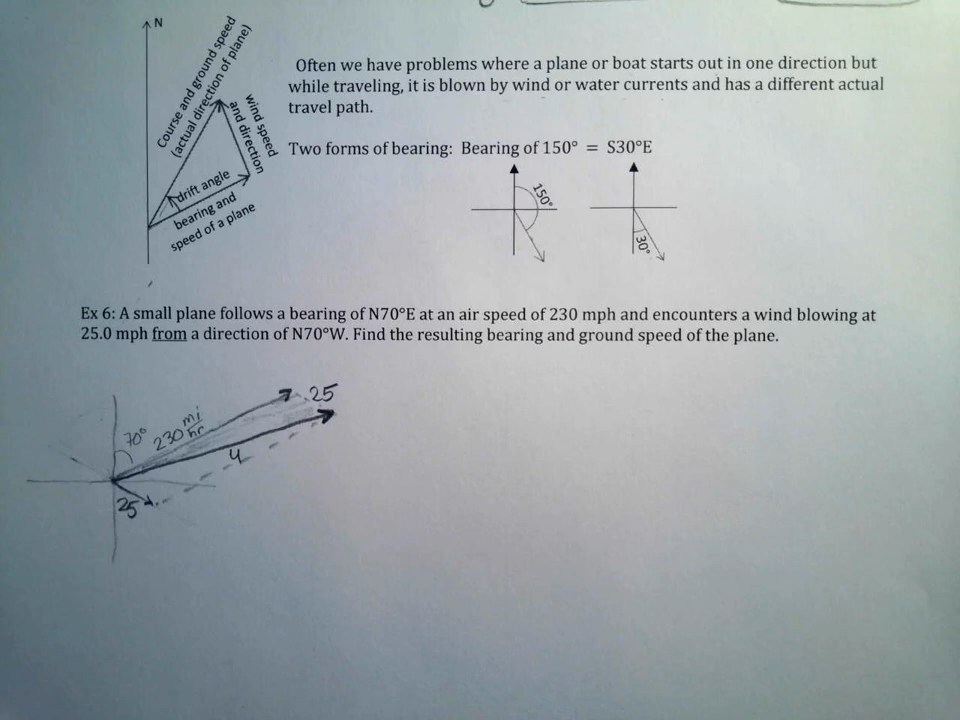 N
Course and ground speed
(actual direction of plane)
wind speed
and direction
drift angle
bearing and
speed of a plane
Often we have problems where a plane or boat starts out in one direction but
while traveling, it is blown by wind or water currents and has a different actual
travel path.
Two forms of bearing: Bearing of 150° = S30°E
150°
30°
Ex 6: A small plane follows a bearing of N70°E at an air speed of 230 mph and encounters a wind blowing at
25.0 mph from a direction of N70°W. Find the resulting bearing and ground speed of the plane.
25
70°
230 mi/hr
u
25